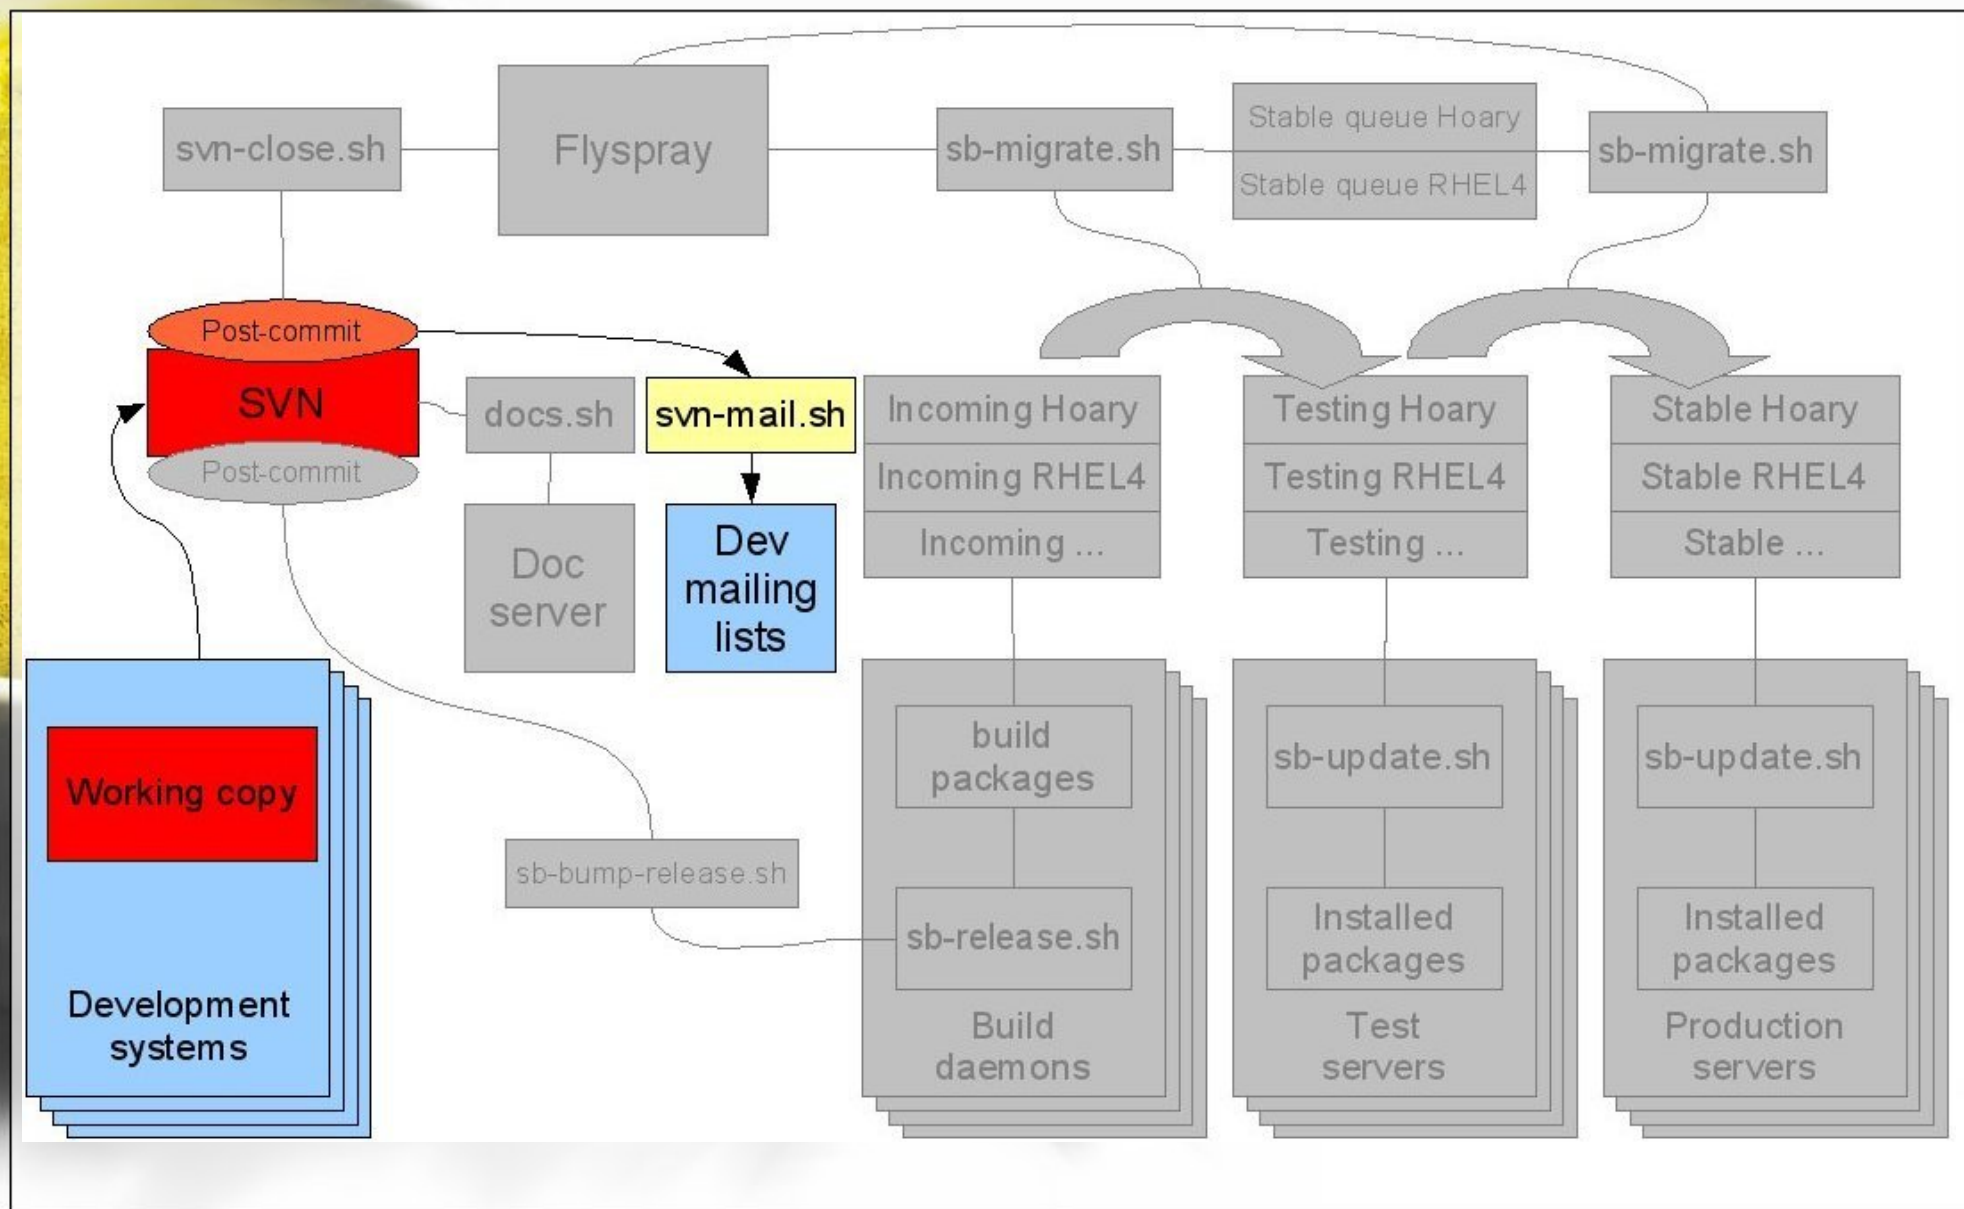 svn-close.sh
Flyspray
sb-migrate.sh
Stable queue Hoary
Stable queue RHEL4
sb-migrate.sh
Post-commit
SVN
Post-commit
docs.sh
Doc
server
svn-mail.sh
Dev
mailing
lists
Incoming Hoary
Incoming RHEL4
Incoming ...
Testing Hoary
Testing RHEL4
Testing ...
Stable Hoary
Stable RHEL4
Stable ...
Working copy
Development
systems
sb-bump-release.sh
build
packages
sb-release.sh
Build
daemons
sb-update.sh
Installed
packages
Test
servers
sb-update.sh
Installed
packages
Production
servers